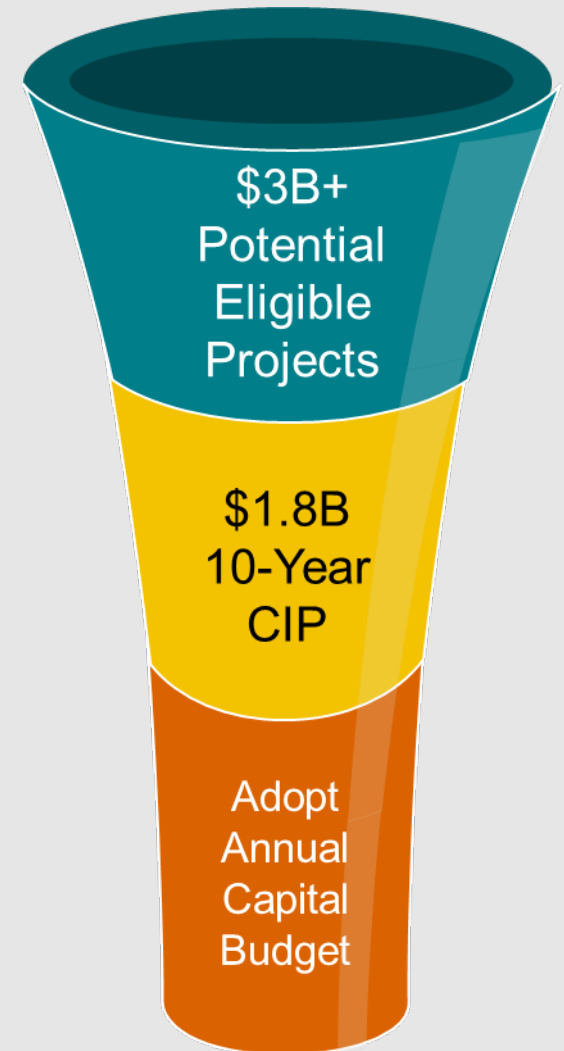 $3B+
Potential
Eligible
Projects
$1.8B
10-Year
CIP
Adopt
Annual
Capital
Budget